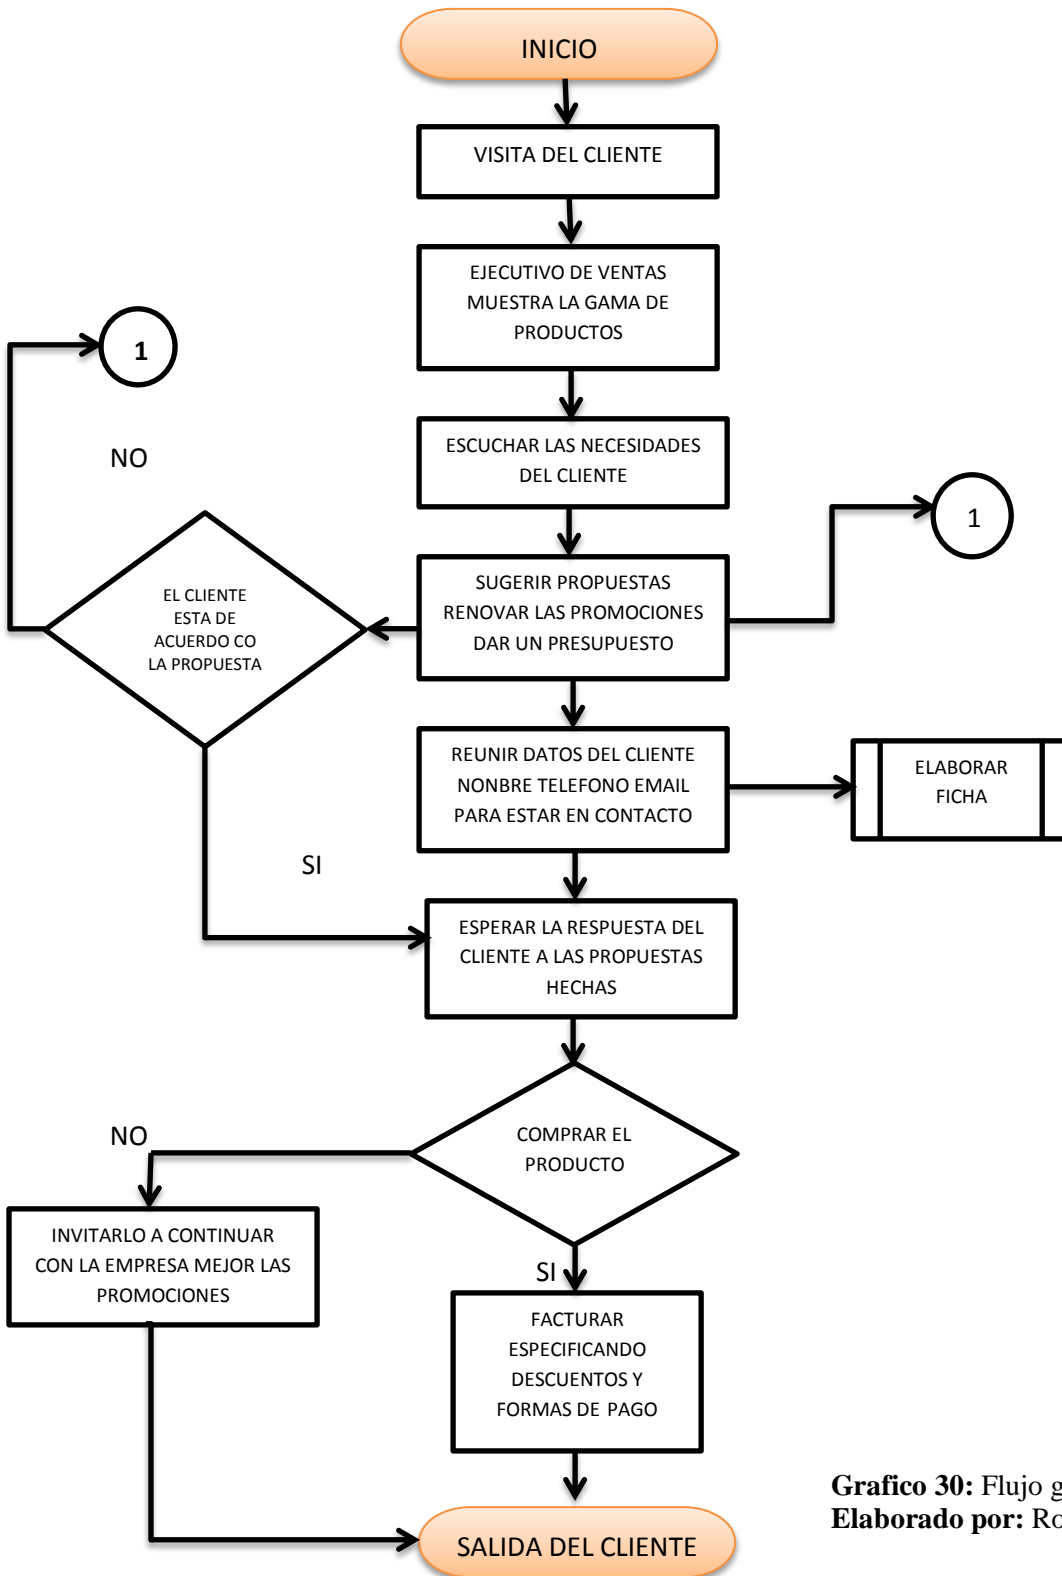 INICIO
VISITA DEL CLIENTE
EJECUTIVO DE VENTAS
MUESTRA LA GAMA DE
PRODUCTOS
1
NO
ESCUCHAR LAS NECESIDADES
DEL CLIENTE
1
SUGERIR PROPUESTAS
RENOVAR LAS PROMOCIONES
DAR UN PRESUPUESTO
EL CLIENTE
ESTA DE
ACUERDO CO
LA PROPUESTA
REUNIR DATOS DEL CLIENTE
NONBRE TELEFONO EMAIL
PARA ESTAR EN CONTACTO
ELABORAR
FICHA
SI
ESPERAR LA RESPUESTA DEL
CLIENTE A LAS PROPUESTAS
HECHAS
COMPRAR EL
PRODUCTO
NO
INVITARLO A CONTINUAR
CON LA EMPRESA MEJOR LAS
PROMOCIONES
SI
FACTURAR
ESPECIFICANDO
DESCUENTOS Y
FORMAS DE PAGO
SALIDA DEL CLIENTE
Grafico 30: Flujo
Elaborado por: